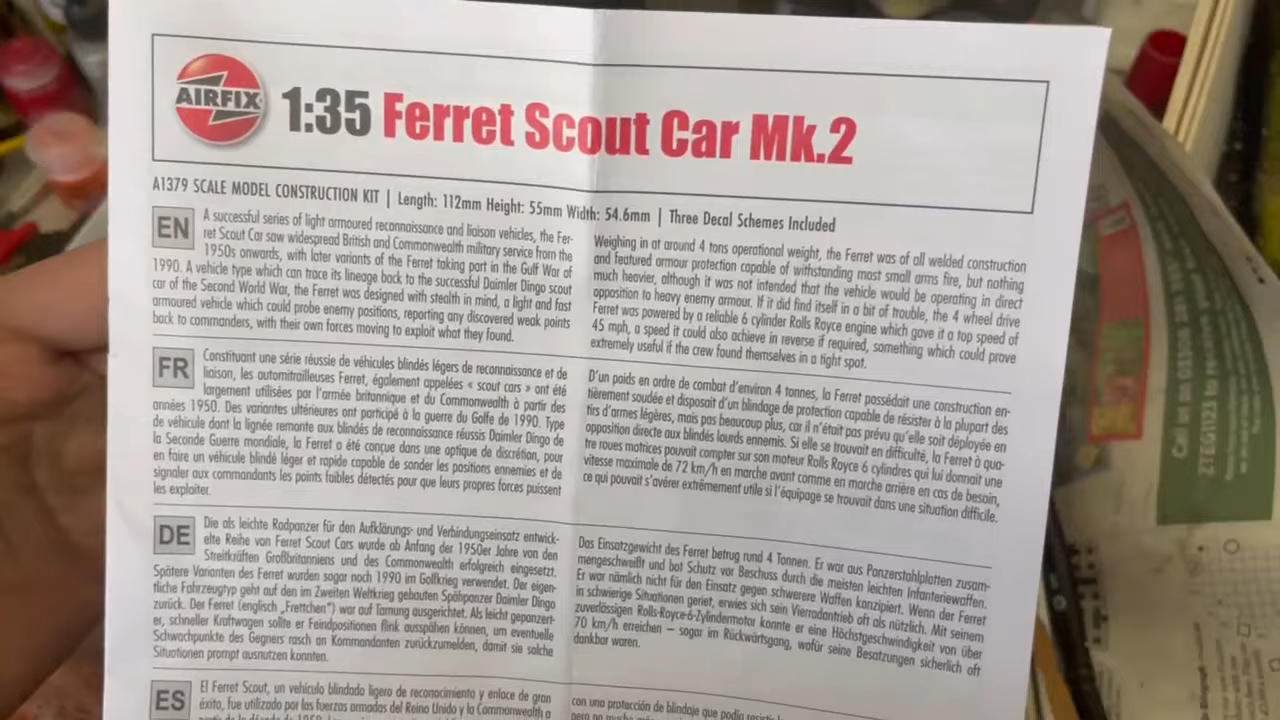 AIRFIX
1:35 Ferret Scout Car Mk.2
A1379 SCALE MODEL CONSTRUCTION KIT | Length: 112mm Height: 55mm Width: 54.6mm | Three Decal Schemes Included
EN
A successful series of light armoured reconnaissance and liaison vehicles, the Fer-
ret Scout Car saw widespread British and Commonwealth military service from the
1950s onwards, with later variants of the Ferret taking part in the Gulf War of
1990. A vehicle type which can trace its lineage back to the successful Daimler Dingo scout
car of the Second World War, the Ferret was designed with stealth in mind, a light and fast
armoured vehicle which could probe enemy positions, reporting any discovered weak points
back to commanders, with their own forces moving to exploit what they found.
Weighing in at around 4 tons operational weight, the Ferret was of all welded construction
and featured armour protection capable of withstanding most small arms fire, but nothing
much heavier, although it was not intended that the vehicle would be operating in direct
opposition to heavy enemy armour. If it did find itself in a bit of trouble, the 4 wheel drive
Ferret was powered by a reliable 6 cylinder Rolls Royce engine which gave it a top speed of
45 mph, a speed it could also achieve in reverse if required, something which could prove
extremely useful if the crew found themselves in a tight spot.
FR
Constituant une série réussie de véhicules blindés légers de reconnaissance et de
liaison, les automitrailleuses Ferret, également appelées « scout cars » ont été
largement utilisées par l'armée britannique et du Commonwealth à partir des
années 1950. Des variantes ultérieures ont participé à la guerre du Golfe de 1990. Type
de véhicule dont la lignée remonte aux blindés de reconnaissance réussis Daimler Dingo de
la Seconde Guerre mondiale, la Ferret a été conçue dans une optique de discrétion, pour
en faire un véhicule blindé léger et rapide capable de sonder les positions ennemies et de
signaler aux commandants les points faibles détectés pour que leurs propres forces puissent
les exploiter.
D'un poids en ordre de combat d'environ 4 tonnes, la Ferret possédait une construction en-
tièrement soudée et disposait d'un blindage de protection capable de résister à la plupart des
tirs d'armes légères, mais pas beaucoup plus, car il n'était pas prévu qu'elle soit déployée en
opposition directe aux blindés lourds ennemis. Si elle se trouvait en difficulté, la Ferret à qua-
tre roues motrices pouvait compter sur son moteur Rolls Royce 6 cylindres qui lui donnait une
vitesse maximale de 72 km/h en marche avant comme en marche arrière en cas de besoin,
ce qui pouvait s'avérer extrêmement utile si l'équipage se trouvait dans une situation difficile.
DE
Die als leichte Radpanzer für den Aufklärungs- und Verbindungseinsatz entwick-
elte Reihe von Ferret Scout Cars wurde ab Anfang der 1950er Jahre von den
Streitkräften Großbritanniens und des Commonwealth erfolgreich eingesetzt.
Spätere Varianten des Ferret wurden sogar noch 1990 im Golfkrieg verwendet. Der eigen-
tliche Fahrzeugtyp geht auf den im Zweiten Weltkrieg gebauten Spähpanzer Daimler Dingo
zurück. Der Ferret (englisch „Frettchen") war auf Tarnung ausgerichtet. Als leicht gepanzert-
er, schneller Kraftwagen sollte er Feindpositionen flink ausspähen können, um eventuelle
Schwachpunkte des Gegners rasch an Kommandanten zurückzumelden, damit sie solche
Situationen prompt ausnutzen konnten.
Das Einsatzgewicht des Ferret betrug rund 4 Tonnen. Er war aus Panzerstahlplatten zusam-
mengeschweißt und bot Schutz vor Beschuss durch die meisten leichten Infanteriewaffen.
Er war nämlich nicht für den Einsatz gegen schwerere Waffen konzipiert. Wenn der Ferret
in schwierige Situationen geriet, erwies sich sein Vierradantrieb oft als nützlich. Mit seinem
zuverlässigen Rolls-Royce-6-Zylindermotor konnte er eine Höchstgeschwindigkeit von über
70 km/h erreichen – sogar im Rückwärtsgang, wofür seine Besatzungen sicherlich oft
dankbar waren.
ES
El Ferret Scout, un vehículo blindado ligero de reconocimiento y enlace de gran
éxito, fue utilizado por las fuerzas armadas del Reino Unido y la Commonwealth a
con una protección de blindaje que podía